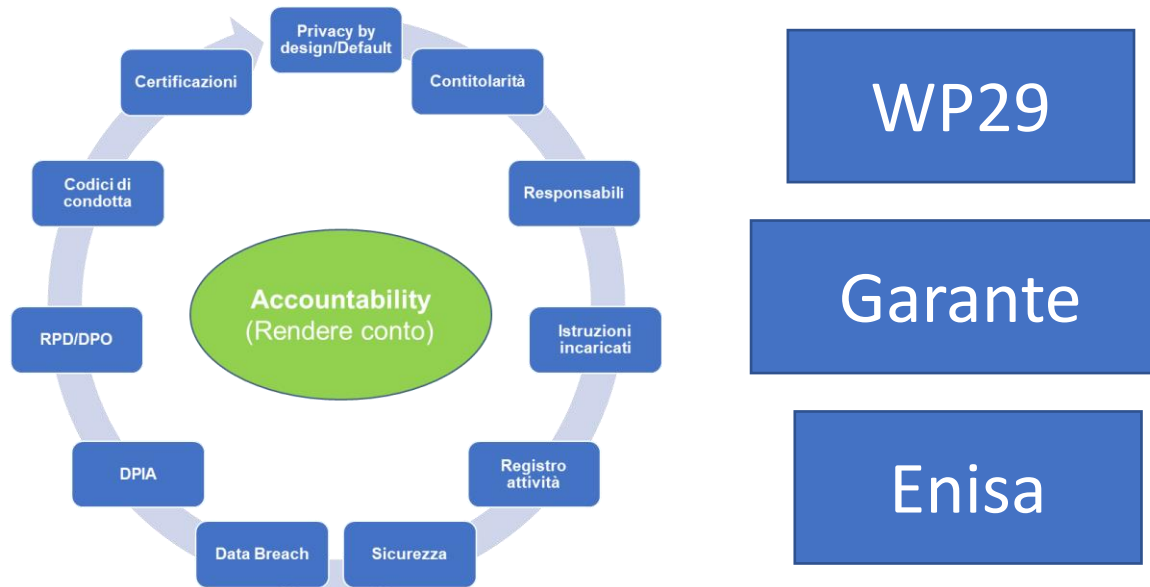 Privacy by
design/Default
Contitolarità
Responsabili
Istruzioni
incaricati
Registro
attività
Sicurezza
Data Breach
DPIA
RPD/DPO
Codici di
condotta
Certificazioni
Accountability
(Rendere conto)
WP29
Garante
Enisa